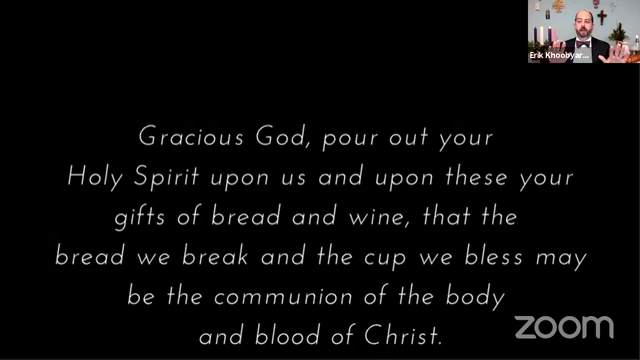 Erik Khoobyar...
Gracious God, pour out your
Holy Spirit upon us and upon these your
gifts of bread and wine, that the
bread we break and the cup we bless may
be the communion of the body
and blood of Christ.
zoom